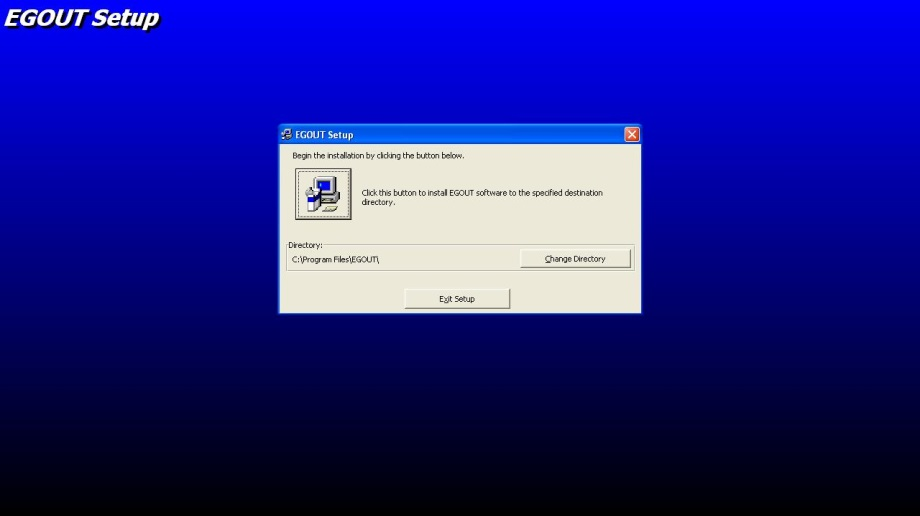 EGOUT Setup
EGOUT Setup
Begin the installation by clicking the button below.
Click this button to install EGOUT software to the specified destination
directory.
Directory:
C:\Program Files\EGOUT\
Change Directory
Exit Setup